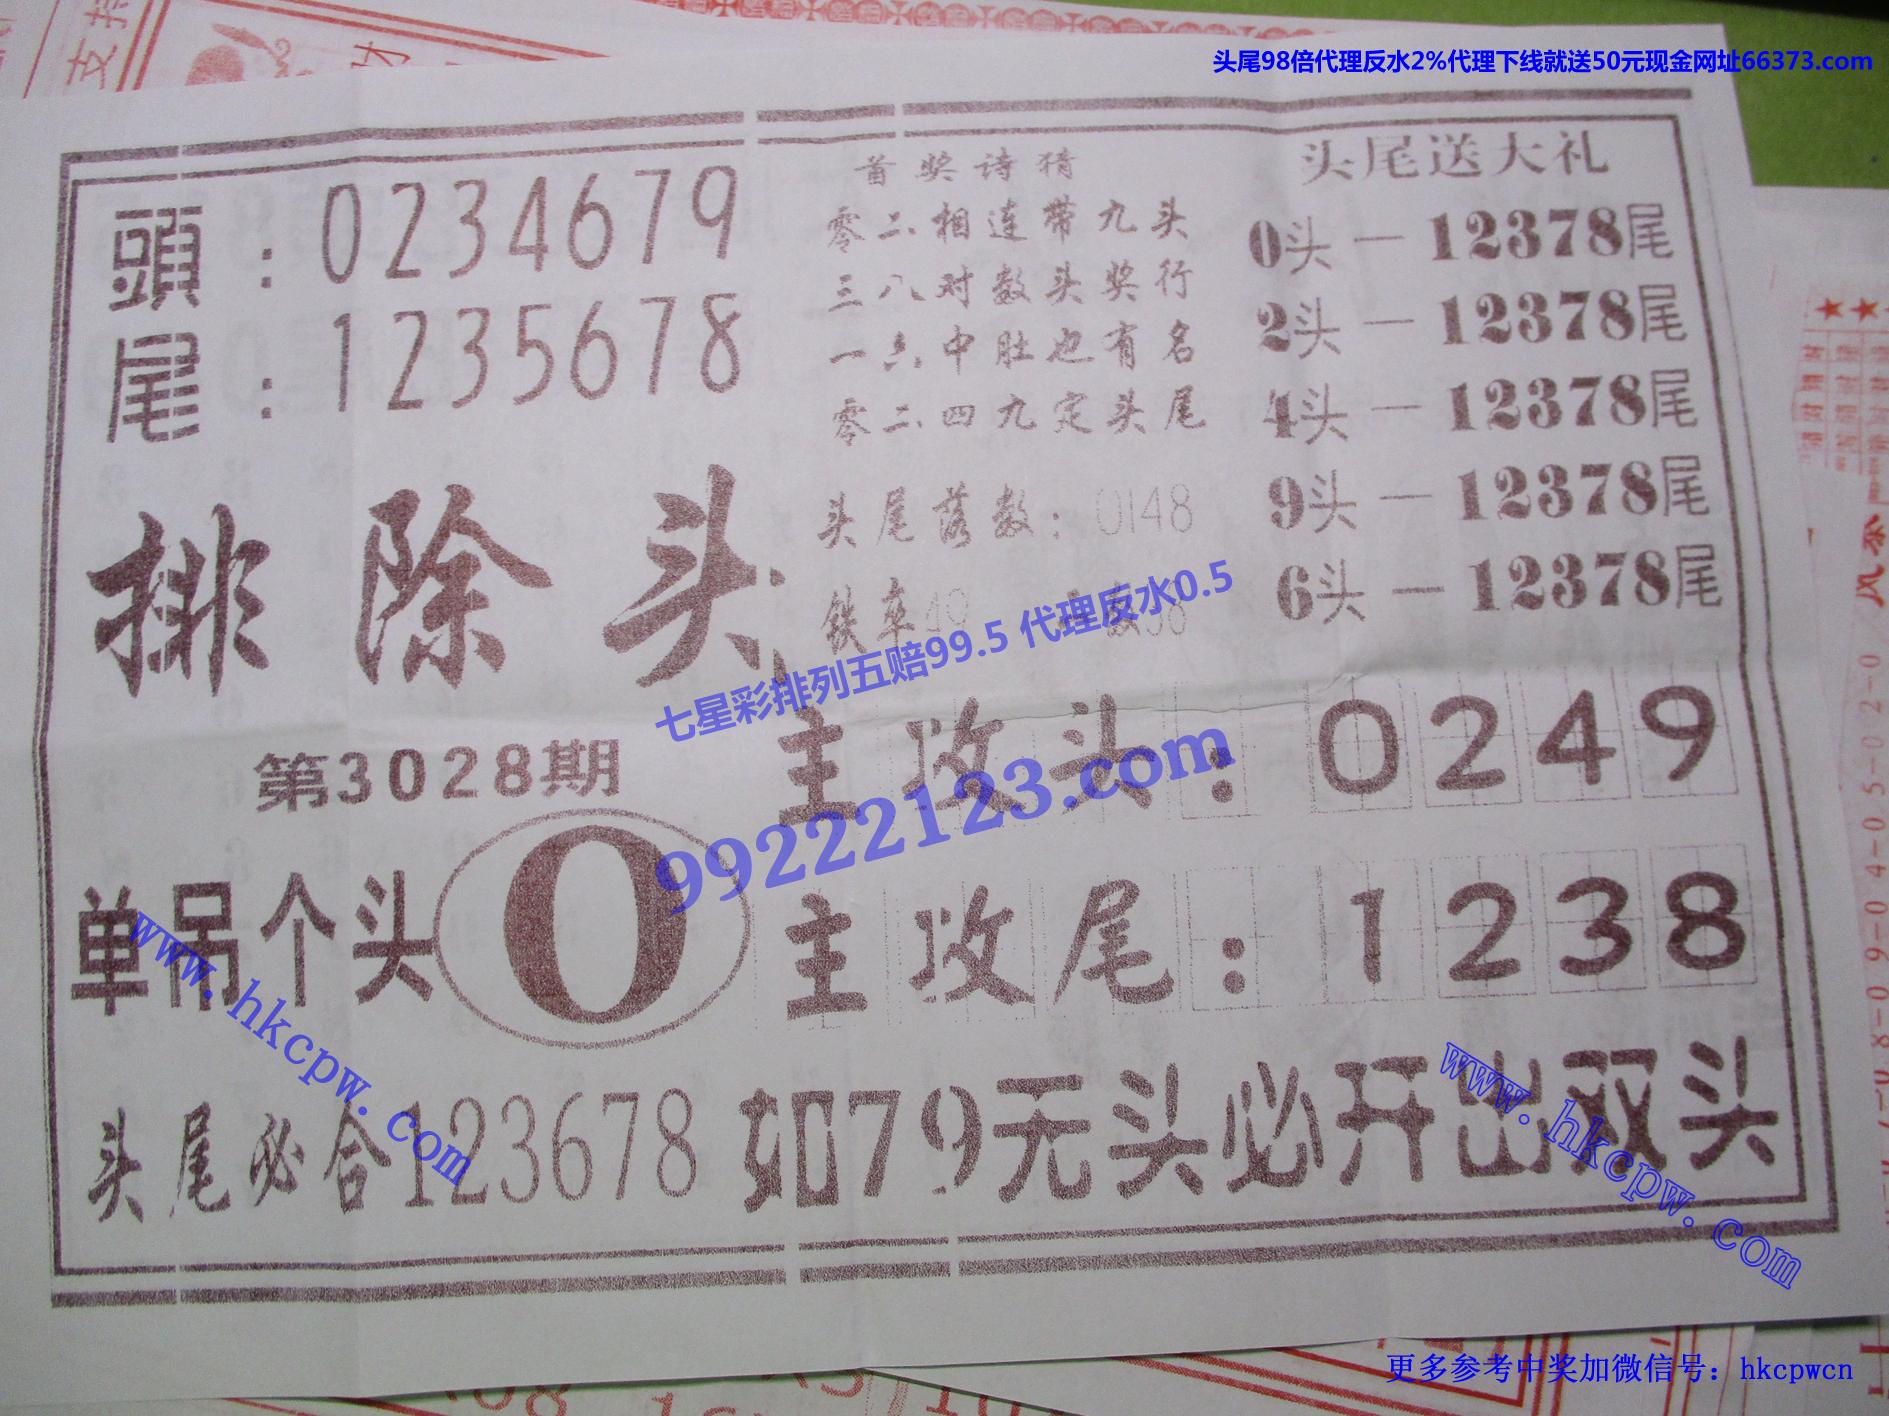 头尾98倍代理反水2%代理下线就送50元现金网址66373.com
頭：0234679
尾：1235678
排除头
第3028期
单吊个头 0
首奖诗猜
零二相连带九头
三八对数头奖行
一六中肚也有名
零二四九定头尾
头尾落数：0148
铁卒49
头尾送大礼
0头—12378尾
2头—12378尾
4头—12378尾
9头—12378尾
6头—12378尾
七星彩排列五赔99.5 代理反水0.5
99222123.com
主攻头：0249
主攻尾：1238
www.hkcpw.com
头尾必合123678 如79无头必开出双头
www.hkcpw.com
更多参考中奖加微信号：hkcpwcn